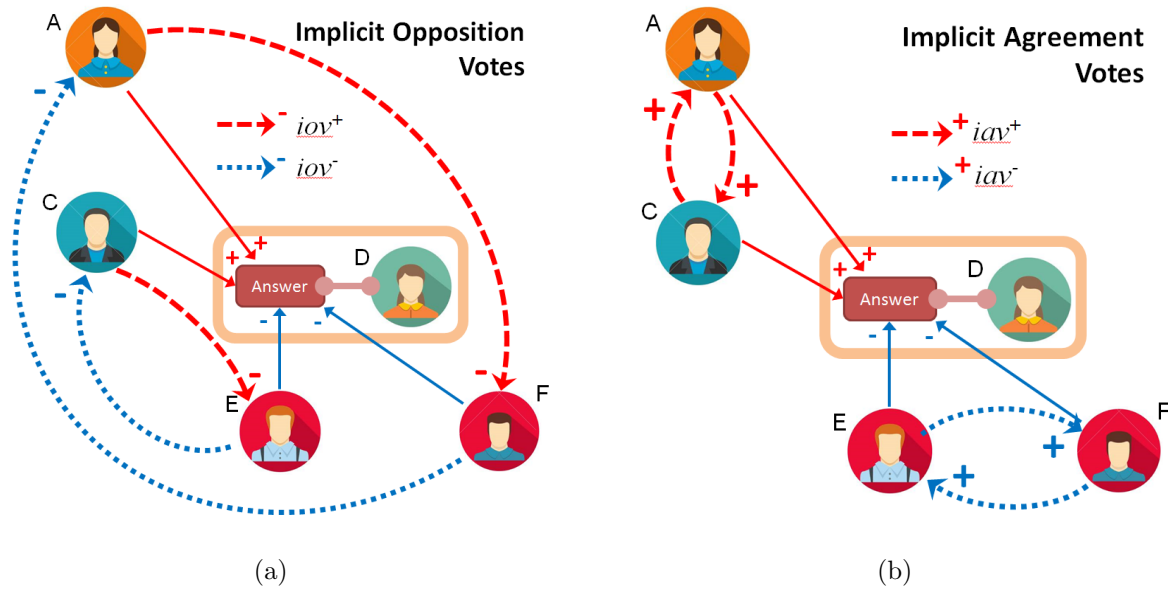 A
Implicit Opposition
Votes
-
- iov⁺
- iov⁻
C
+
+
D
Answer
-
-
-
-
-
E
F
(a)
A
Implicit Agreement
Votes
+
+
+ iav⁺
+ iav⁻
C
+
+
D
Answer
-
-
E
F
+
+
(b)